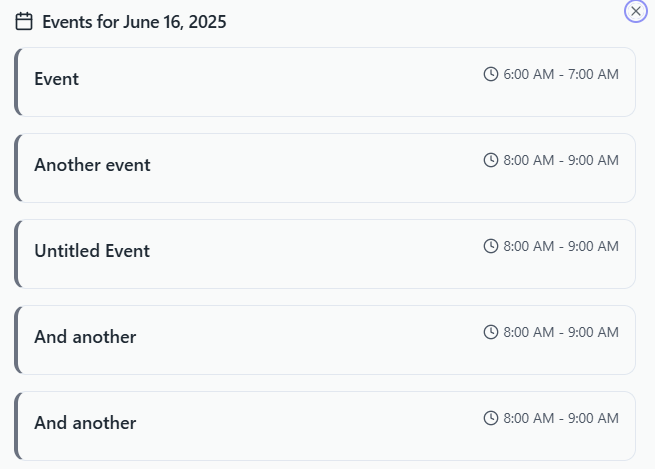 Events for June 16, 2025
Event
6:00 AM - 7:00 AM
Another event
8:00 AM - 9:00 AM
Untitled Event
8:00 AM - 9:00 AM
And another
8:00 AM - 9:00 AM
And another
8:00 AM - 9:00 AM